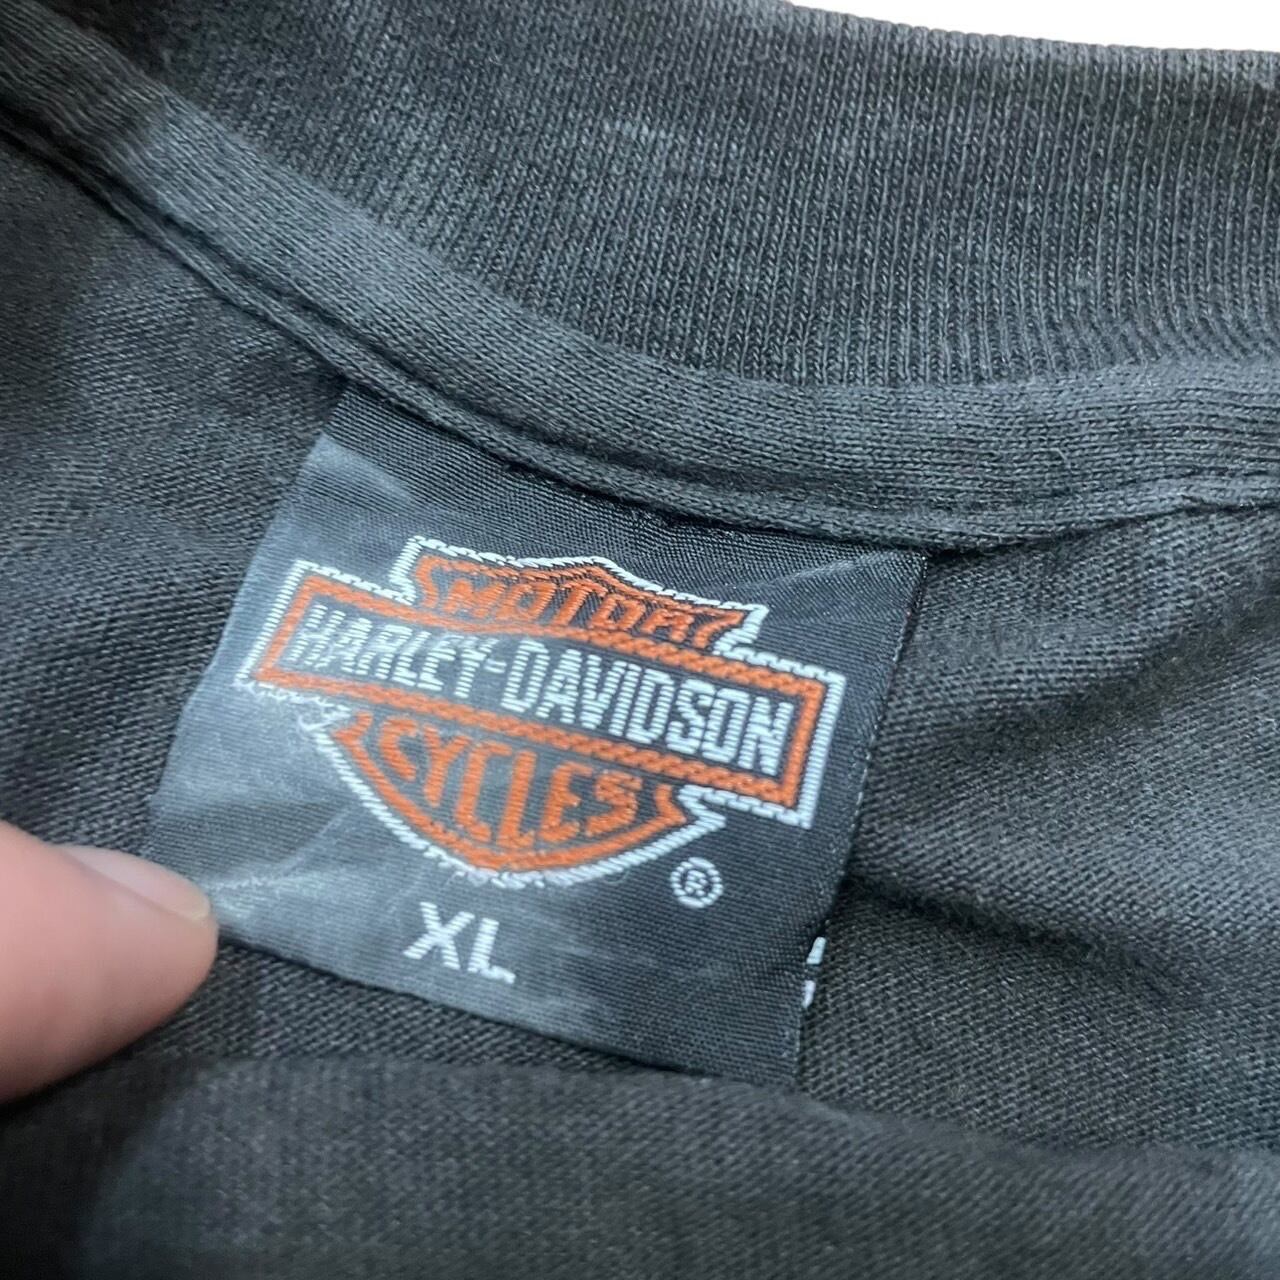 MOTOR
HARLEY-DAVIDSON
CYCLES
®
XL